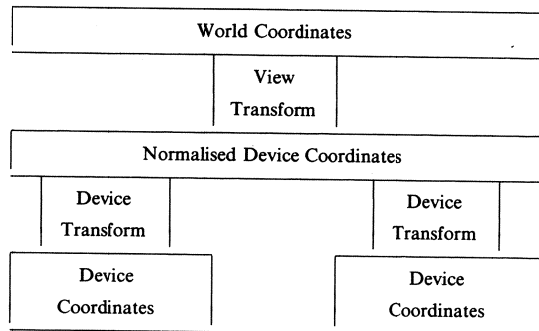 World Coordinates
View
Transform
Normalised Device Coordinates
Device
Transform
Device
Transform
Device
Coordinates
Device
Coordinates